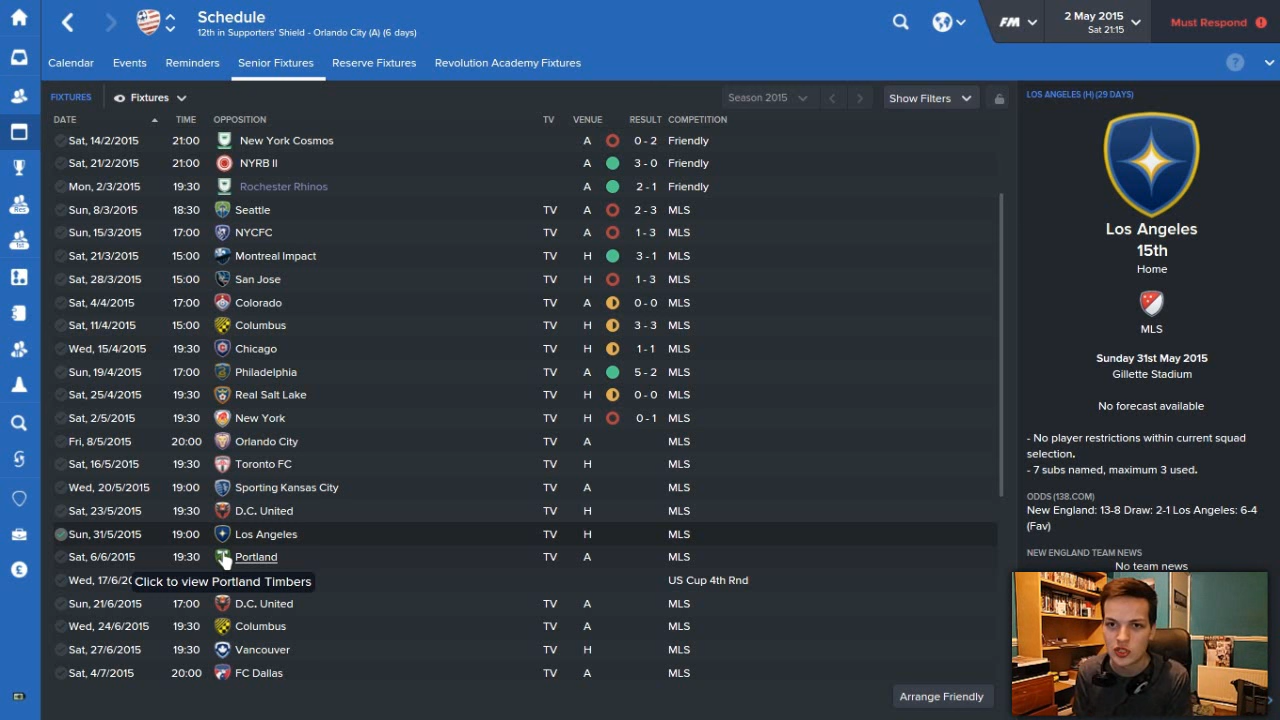 Schedule
12th in Supporters' Shield - Orlando City (A) (6 days)
FM
2 May 2015
Sat 21:15
Must Respond
Calendar Events Reminders Senior Fixtures Reserve Fixtures Revolution Academy Fixtures
FIXTURES Fixtures Season 2015 Show Filters
DATE TIME OPPOSITION TV VENUE RESULT COMPETITION
Sat, 14/2/2015 21:00 New York Cosmos A 0 - 2 Friendly
Sat, 21/2/2015 21:00 NYRB II A 3 - 0 Friendly
Mon, 2/3/2015 19:30 Rochester Rhinos A 2 - 1 Friendly
Sun, 8/3/2015 18:30 Seattle TV A 2 - 3 MLS
Sun, 15/3/2015 17:00 NYCFC TV A 1 - 3 MLS
Sat, 21/3/2015 15:00 Montreal Impact TV H 3 - 1 MLS
Sat, 28/3/2015 15:00 San Jose TV H 1 - 3 MLS
Sat, 4/4/2015 17:00 Colorado TV A 0 - 0 MLS
Sat, 11/4/2015 15:00 Columbus TV H 3 - 3 MLS
Wed, 15/4/2015 19:30 Chicago TV H 1 - 1 MLS
Sun, 19/4/2015 17:00 Philadelphia TV A 5 - 2 MLS
Sat, 25/4/2015 19:30 Real Salt Lake TV H 0 - 0 MLS
Sat, 2/5/2015 19:30 New York TV H 0 - 1 MLS
Fri, 8/5/2015 20:00 Orlando City TV A MLS
Sat, 16/5/2015 19:30 Toronto FC TV H MLS
Wed, 20/5/2015 19:00 Sporting Kansas City TV A MLS
Sat, 23/5/2015 19:30 D.C. United TV H MLS
Sun, 31/5/2015 19:00 Los Angeles TV H MLS
Sat, 6/6/2015 19:30 Portland TV A MLS
Wed, 17/6/20 US Cup 4th Rnd
Click to view Portland Timbers
Sun, 21/6/2015 17:00 D.C. United TV A MLS
Wed, 24/6/2015 19:30 Columbus TV A MLS
Sat, 27/6/2015 19:30 Vancouver TV H MLS
Sat, 4/7/2015 20:00 FC Dallas TV A MLS
Arrange Friendly
LOS ANGELES (H) (29 DAYS)
Los Angeles
15th
Home
MLS
Sunday 31st May 2015
Gillette Stadium
No forecast available
- No player restrictions within current squad
selection.
- 7 subs named, maximum 3 used.
ODDS (138.COM)
New England: 13-8 Draw: 2-1 Los Angeles: 6-4
(Fav)
NEW ENGLAND TEAM NEWS
No team news